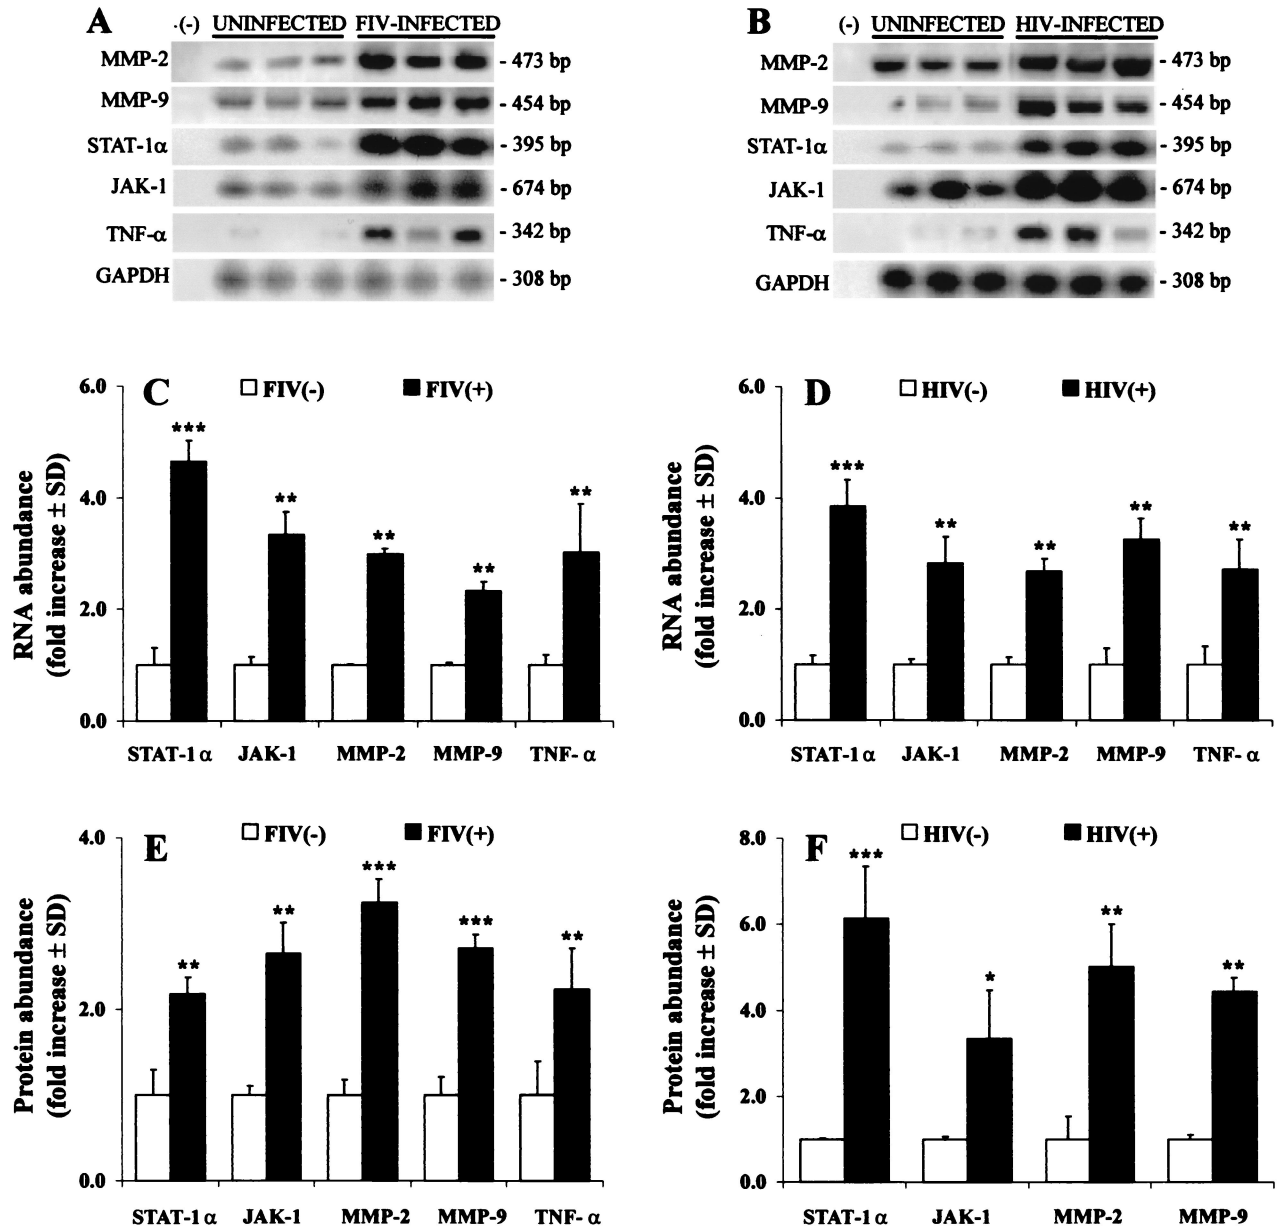 A (-) UNINFECTED FIV-INFECTED
MMP-2 - 473 bp
MMP-9 - 454 bp
STAT-1α - 395 bp
JAK-1 - 674 bp
TNF-α - 342 bp
GAPDH - 308 bp
B (-) UNINFECTED HIV-INFECTED
MMP-2 - 473 bp
MMP-9 - 454 bp
STAT-1α - 395 bp
JAK-1 - 674 bp
TNF-α - 342 bp
GAPDH - 308 bp
C FIV(-) FIV(+)
RNA abundance
(fold increase ± SD)
6.0
4.0
2.0
0.0
*** ** ** ** **
STAT-1α JAK-1 MMP-2 MMP-9 TNF-α
D HIV(-) HIV(+)
RNA abundance
(fold increase ± SD)
6.0
4.0
2.0
0.0
*** ** ** ** **
STAT-1α JAK-1 MMP-2 MMP-9 TNF-α
E FIV(-) FIV(+)
Protein abundance
(fold increase ± SD)
4.0
2.0
0.0
** ** *** *** **
STAT-1α JAK-1 MMP-2 MMP-9 TNF-α
F HIV(-) HIV(+)
Protein abundance
(fold increase ± SD)
8.0
6.0
4.0
2.0
0.0
*** * ** **
STAT-1α JAK-1 MMP-2 MMP-9